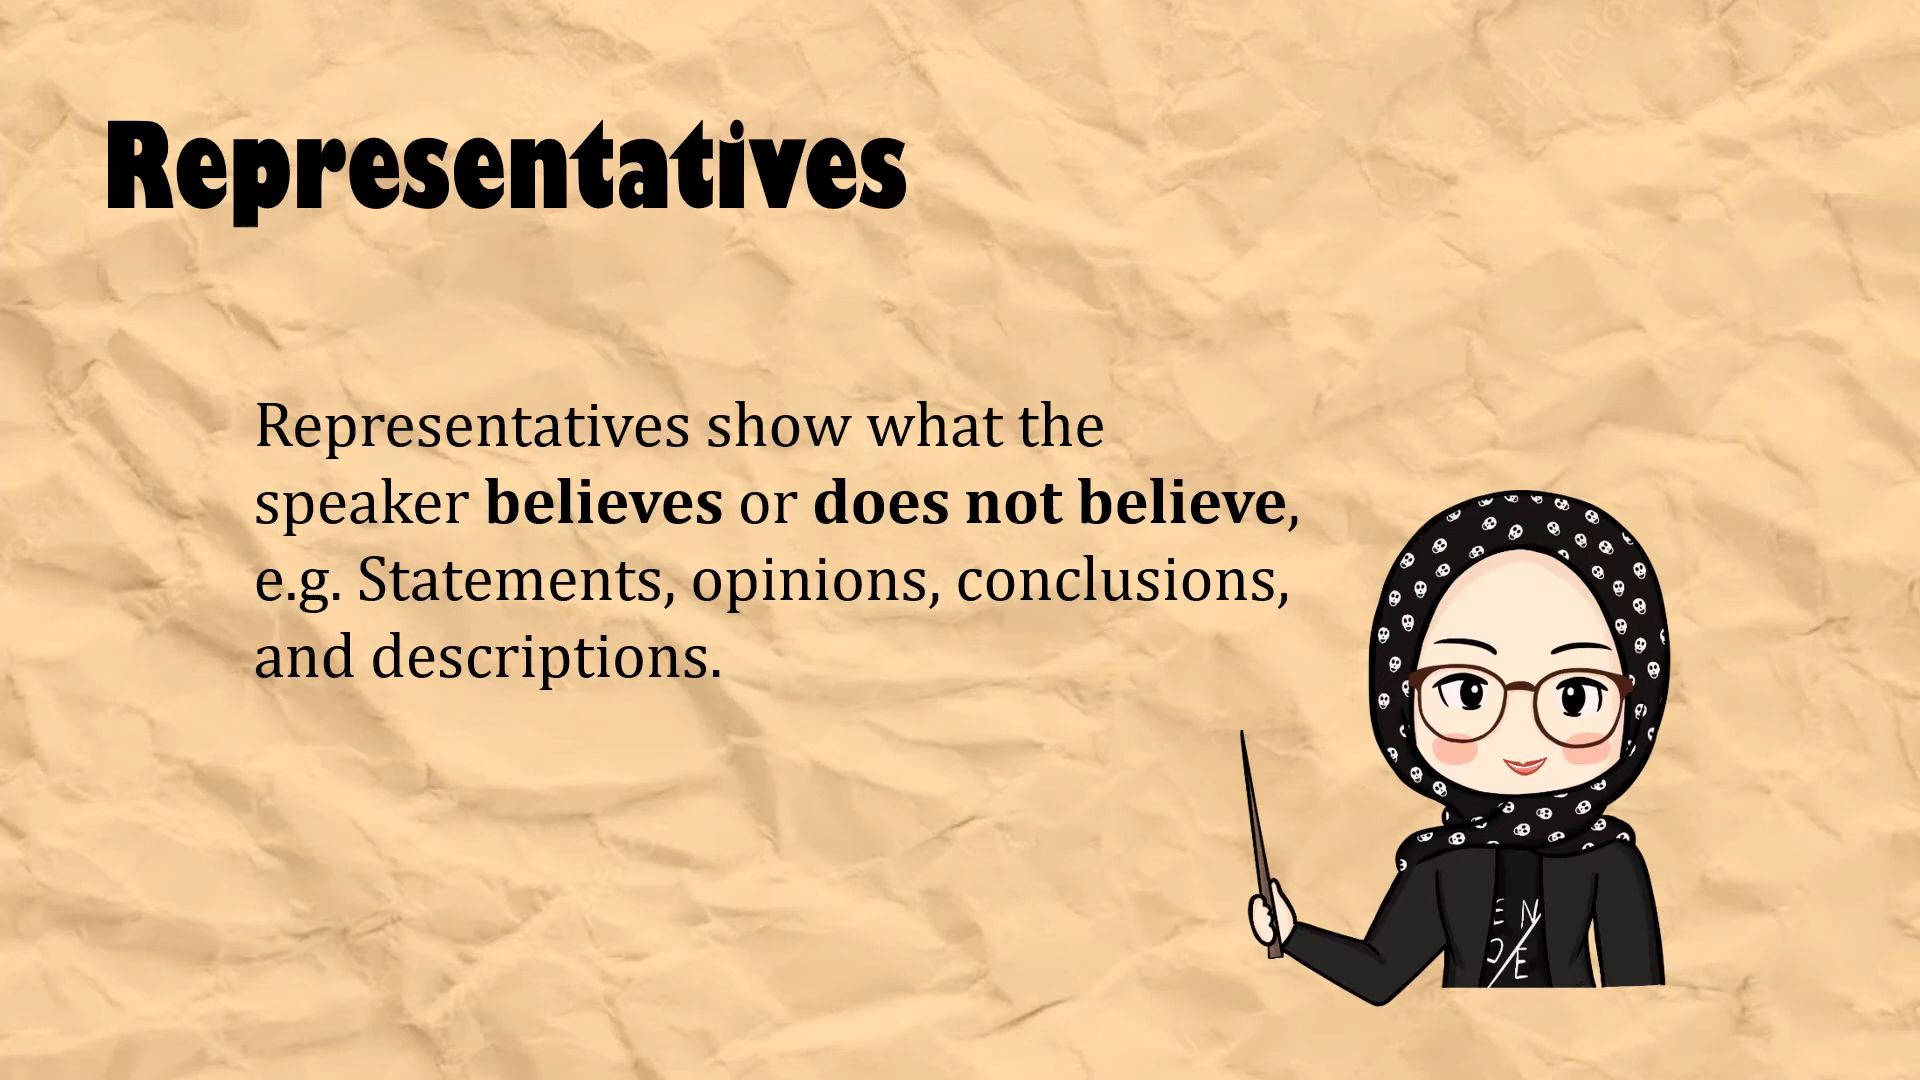 Representatives
Representatives show what the
speaker believes or does not believe,
e.g. Statements, opinions, conclusions,
and descriptions.
E N
E